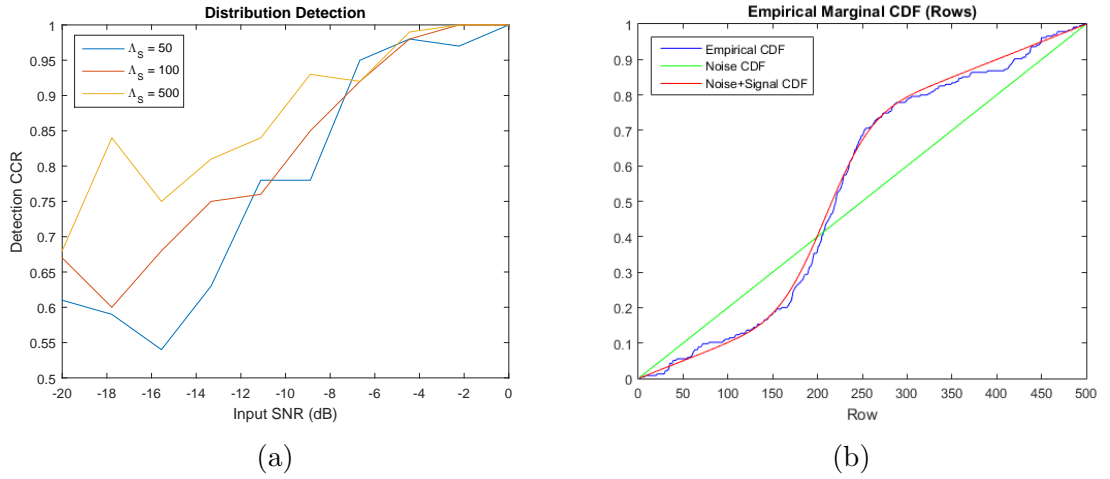 Distribution Detection
Λ_S = 50
Λ_S = 100
Λ_S = 500
Detection CCR
1
0.95
0.9
0.85
0.8
0.75
0.7
0.65
0.6
0.55
0.5
-20 -18 -16 -14 -12 -10 -8 -6 -4 -2 0
Input SNR (dB)
(a)
Empirical Marginal CDF (Rows)
Empirical CDF
Noise CDF
Noise+Signal CDF
1
0.9
0.8
0.7
0.6
0.5
0.4
0.3
0.2
0.1
0
0 50 100 150 200 250 300 350 400 450 500
Row
(b)